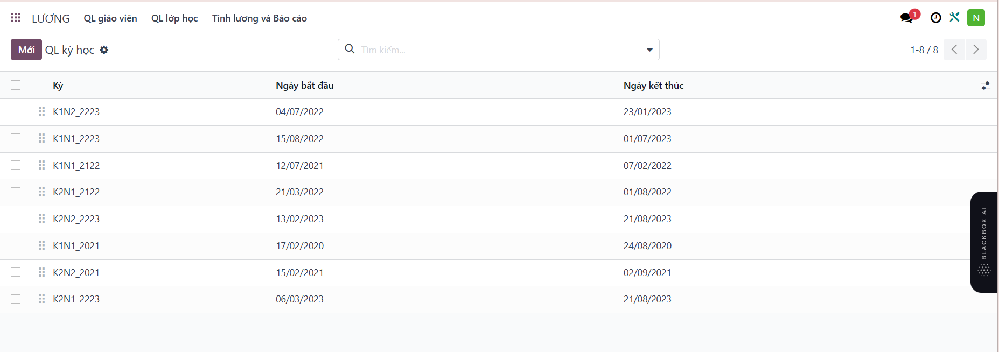 LƯƠNG QL giáo viên QL lớp học Tính lương và Báo cáo 1 N
Mới QL kỳ học Tìm kiếm... 1-8 / 8
Kỳ Ngày bắt đầu Ngày kết thúc
K1N2_2223 04/07/2022 23/01/2023
K1N1_2223 15/08/2022 01/07/2023
K1N1_2122 12/07/2021 07/02/2022
K2N1_2122 21/03/2022 01/08/2022
K2N2_2223 13/02/2023 21/08/2023
K1N1_2021 17/02/2020 24/08/2020
K2N2_2021 15/02/2021 02/09/2021
K2N1_2223 06/03/2023 21/08/2023
BLACKBOX AI